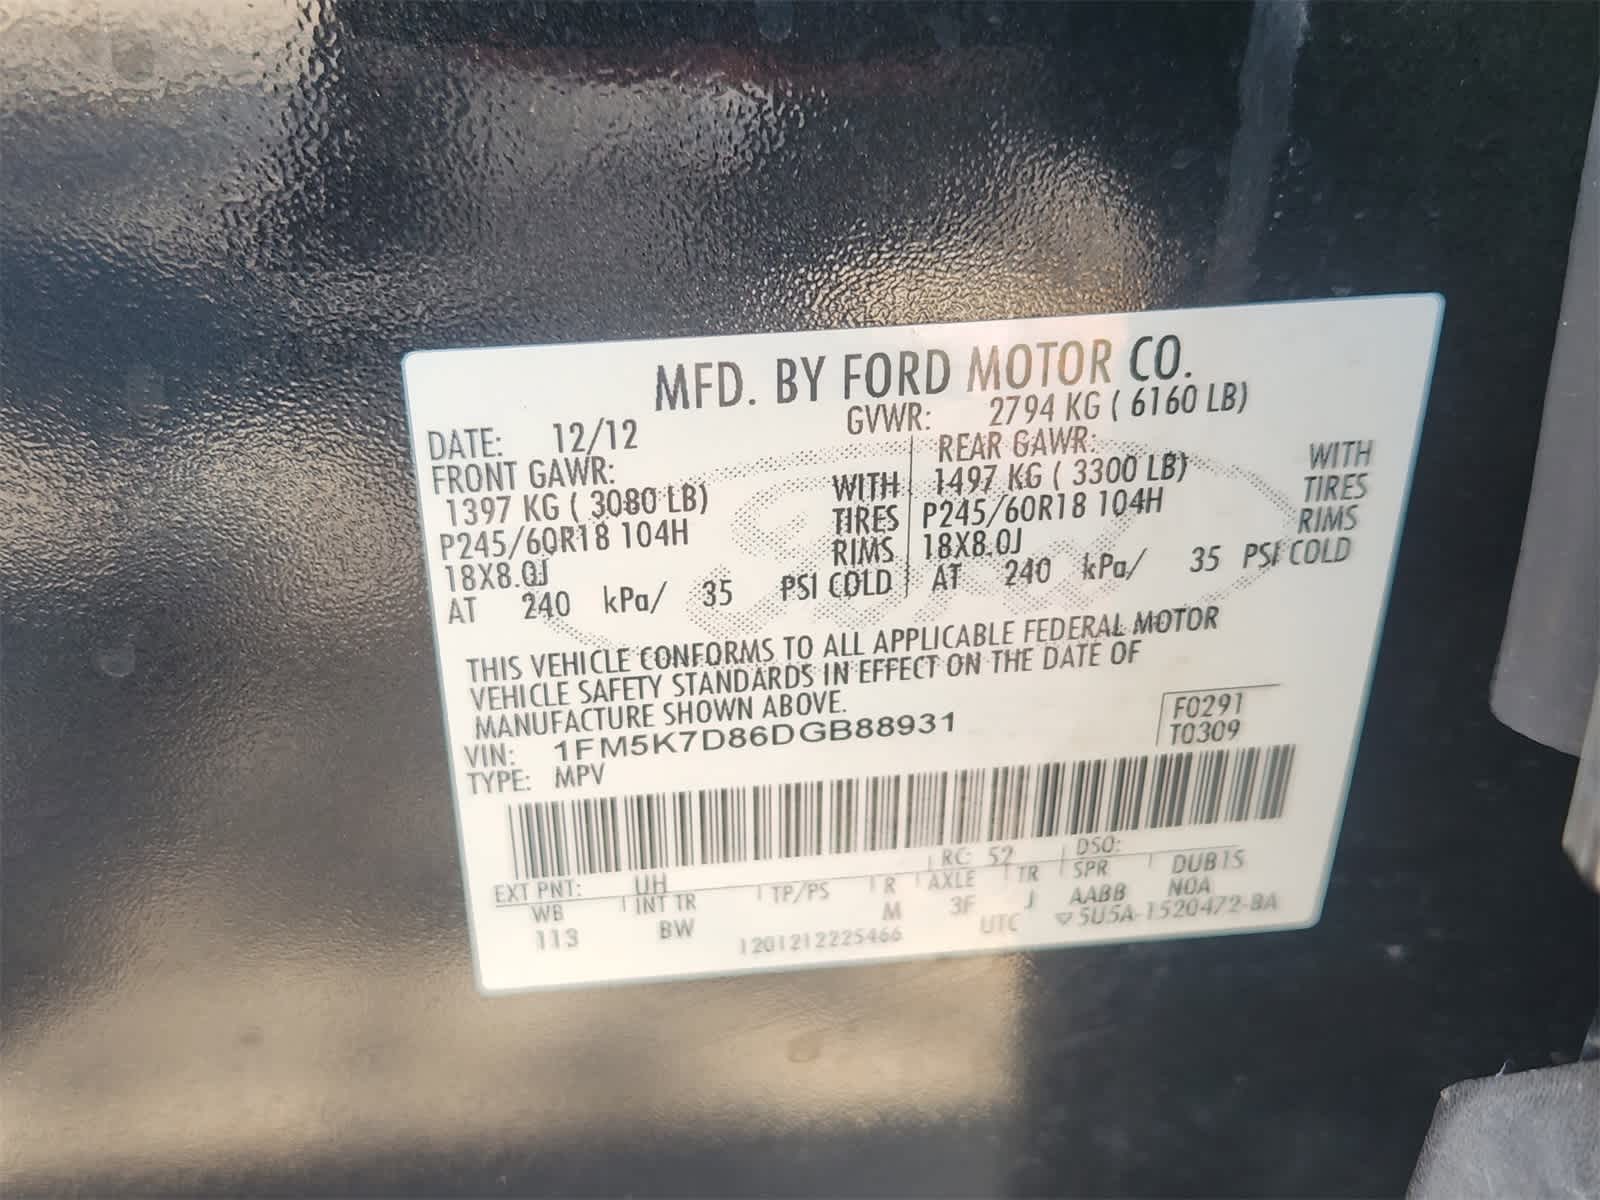 MFD. BY FORD MOTOR CO.
DATE: 12/12 GVWR: 2794 KG ( 6160 LB)
FRONT GAWR: REAR GAWR:
1397 KG ( 3080 LB) WITH 1497 KG ( 3300 LB) WITH
P245/60R18 104H TIRES P245/60R18 104H TIRES
18X8.0J RIMS 18X8.0J RIMS
AT 240 kPa/ 35 PSI COLD AT 240 kPa/ 35 PSI COLD
THIS VEHICLE CONFORMS TO ALL APPLICABLE FEDERAL MOTOR
VEHICLE SAFETY STANDARDS IN EFFECT ON THE DATE OF
MANUFACTURE SHOWN ABOVE.
VIN: 1FM5K7D86DGB88931 F0291
TYPE: MPV T0309
EXT PNT: UH RC: 52 DSO:
WB INT TR TP/PS R AXLE TR SPR DUB15
113 BW M 3F J AABB N0A
1201212225466 UTC ▽5U5A-1520472-BA